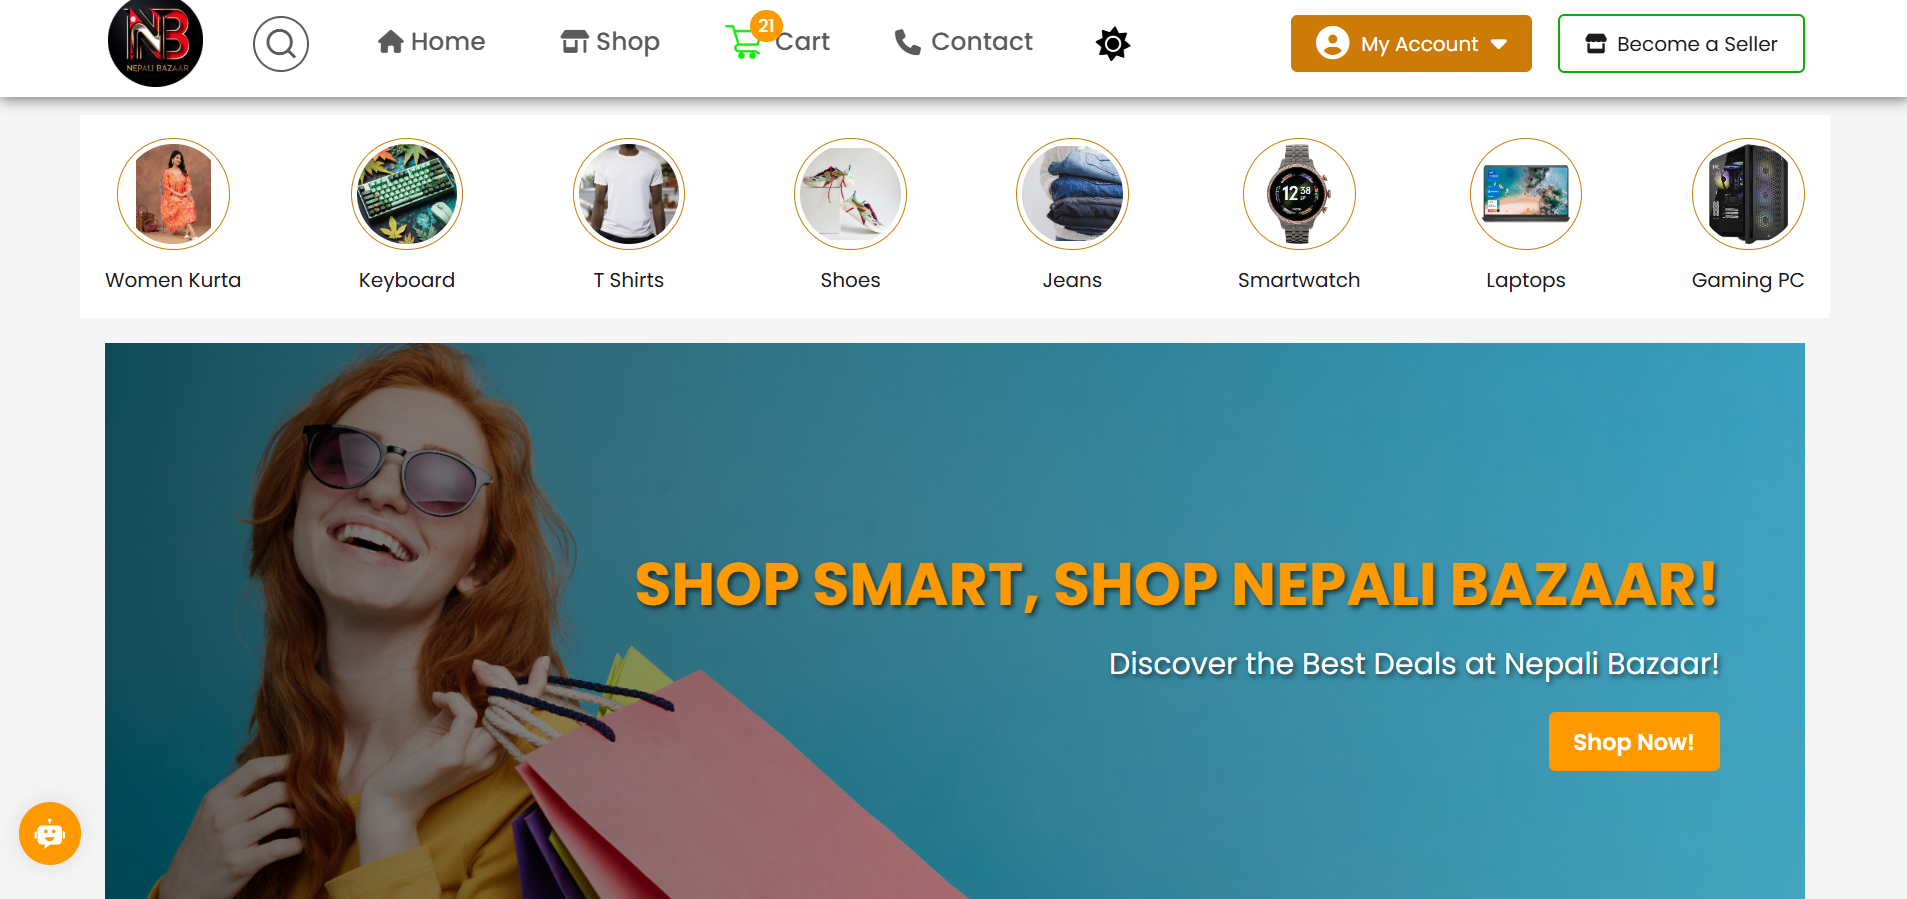 NB
NEPALI BAZAAR
Home
Shop
21
Cart
Contact
My Account
Become a Seller
12 38
Women Kurta
Keyboard
T Shirts
Shoes
Jeans
Smartwatch
Laptops
Gaming PC
SHOP SMART, SHOP NEPALI BAZAAR!
Discover the Best Deals at Nepali Bazaar!
Shop Now!